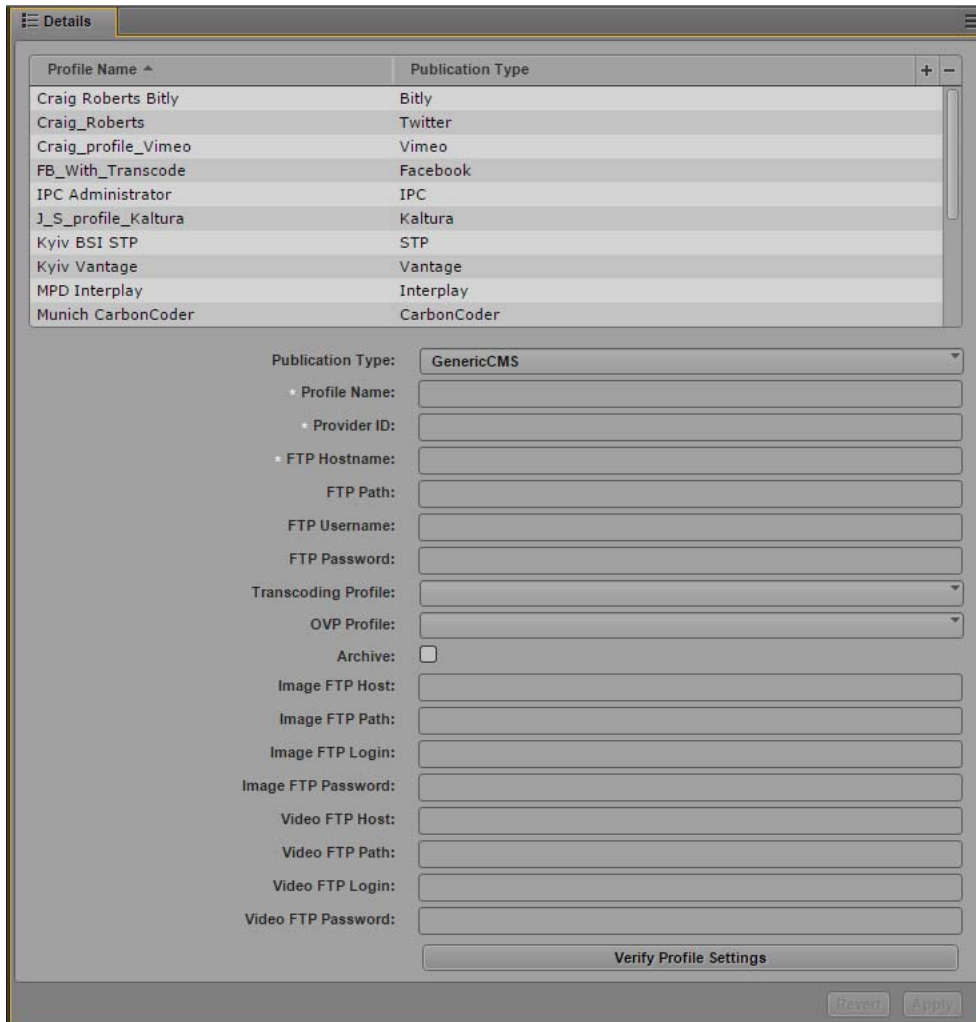 Details
Profile Name Publication Type + −
Craig Roberts Bitly Bitly
Craig_Roberts Twitter
Craig_profile_Vimeo Vimeo
FB_With_Transcode Facebook
IPC Administrator IPC
J_S_profile_Kaltura Kaltura
Kyiv BSI STP STP
Kyiv Vantage Vantage
MPD Interplay Interplay
Munich CarbonCoder CarbonCoder
Publication Type: GenericCMS
* Profile Name:
* Provider ID:
* FTP Hostname:
FTP Path:
FTP Username:
FTP Password:
Transcoding Profile:
OVP Profile:
Archive:
Image FTP Host:
Image FTP Path:
Image FTP Login:
Image FTP Password:
Video FTP Host:
Video FTP Path:
Video FTP Login:
Video FTP Password:
Verify Profile Settings
Revert Apply